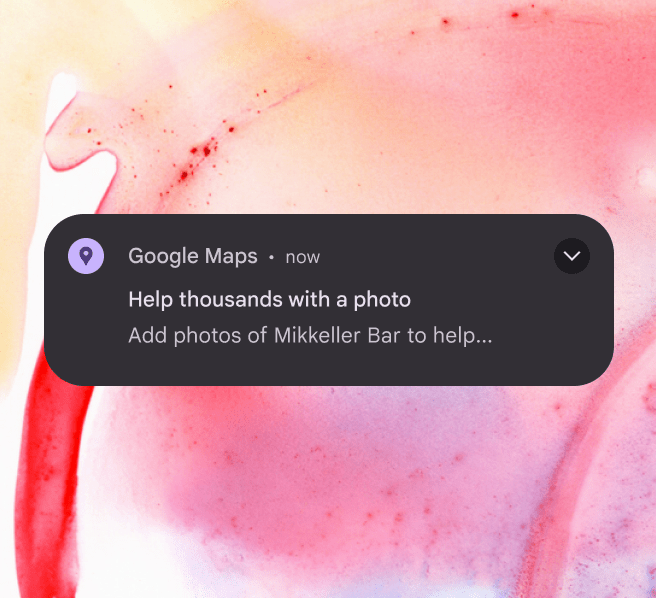 Google Maps • now
Help thousands with a photo
Add photos of Mikkeller Bar to help...